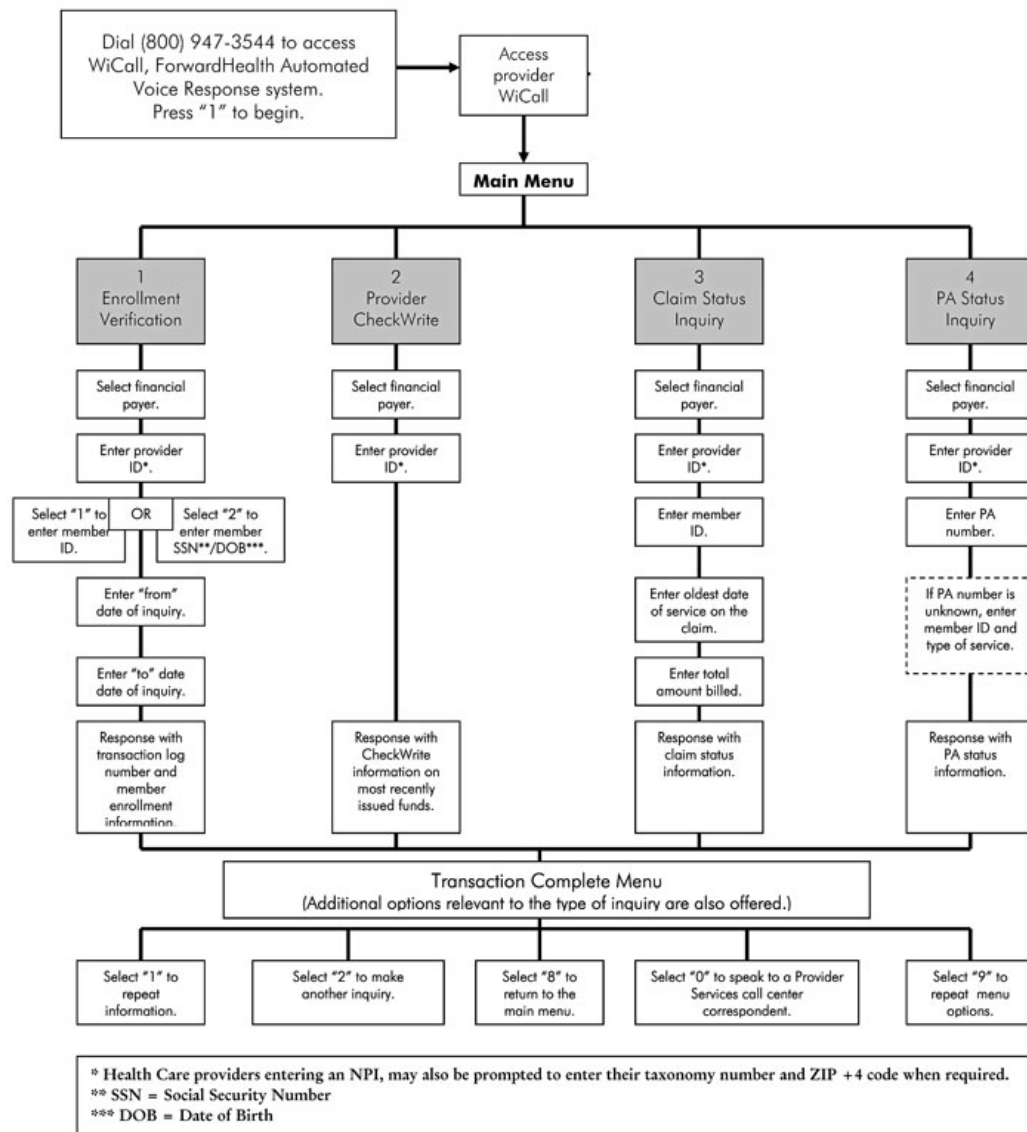 Dial (800) 947-3544 to access
WiCall, ForwardHealth Automated
Voice Response system.
Press "1" to begin.
Access
provider
WiCall
Main Menu
1
Enrollment
Verification
Select financial
payer.
Enter provider
ID*.
Select "1" to
enter member
ID.
OR
Select "2" to
enter member
SSN**/DOB***.
Enter "from"
date of inquiry.
Enter "to" date
date of inquiry.
Response with
transaction log
number and
member
enrollment
information.
2
Provider
CheckWrite
Select financial
payer.
Enter provider
ID*.
Response with
CheckWrite
information on
most recently
issued funds.
3
Claim Status
Inquiry
Select financial
payer.
Enter provider
ID*.
Enter member
ID.
Enter oldest date
of service on the
claim.
Enter total
amount billed.
Response with
claim status
information.
4
PA Status
Inquiry
Select financial
payer.
Enter provider
ID*.
Enter PA
number.
If PA number is
unknown, enter
member ID and
type of service.
Response with
PA status
information.
Transaction Complete Menu
(Additional options relevant to the type of inquiry are also offered.)
Select "1" to
repeat
information.
Select "2" to make
another inquiry.
Select "8" to
return to the
main menu.
Select "0" to speak to a Provider
Services call center
correspondent.
Select "9" to
repeat menu
options.
* Health Care providers entering an NPI, may also be prompted to enter their taxonomy number and ZIP +4 code when required.
** SSN = Social Security Number
*** DOB = Date of Birth